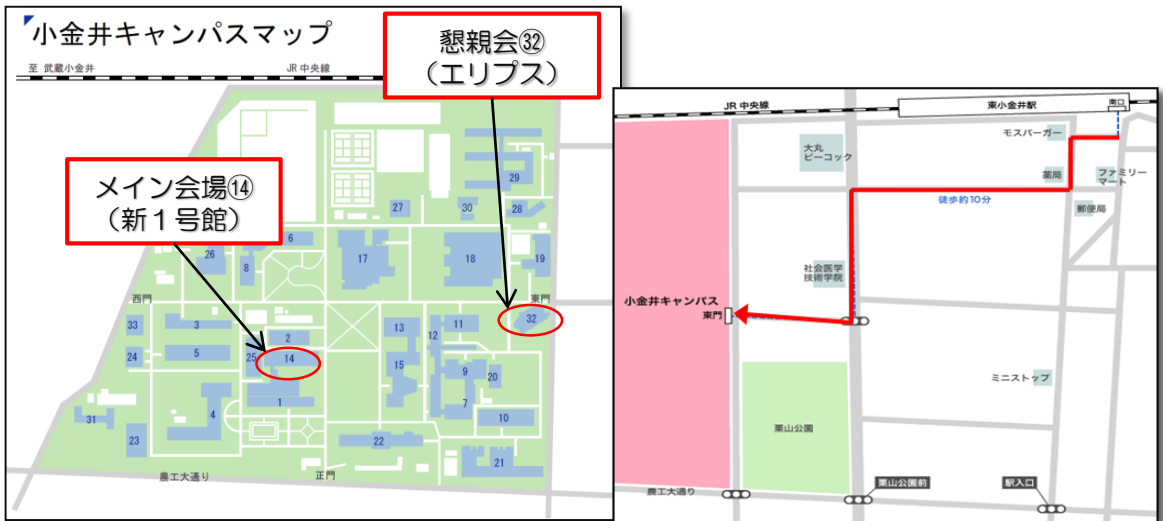 小金井キャンパスマップ
至 武蔵小金井
JR 中央線
懇親会㉜
（エリプス）
メイン会場⑭
（新１号館）
29
27
30
28
6
26
8
17
18
19
西門
東門
32
33
3
2
13
11
12
24
5
25
14
15
9
20
1
7
4
10
31
23
22
21
農工大通り
正門
JR 中央線
東小金井駅
南口
モスバーガー
大丸
ピーコック
薬局
ファミリー
マート
徒歩約10分
郵便局
社会医学
技術学院
小金井キャンパス
東門
ミニストップ
栗山公園
農工大通り
栗山公園前
駅入口